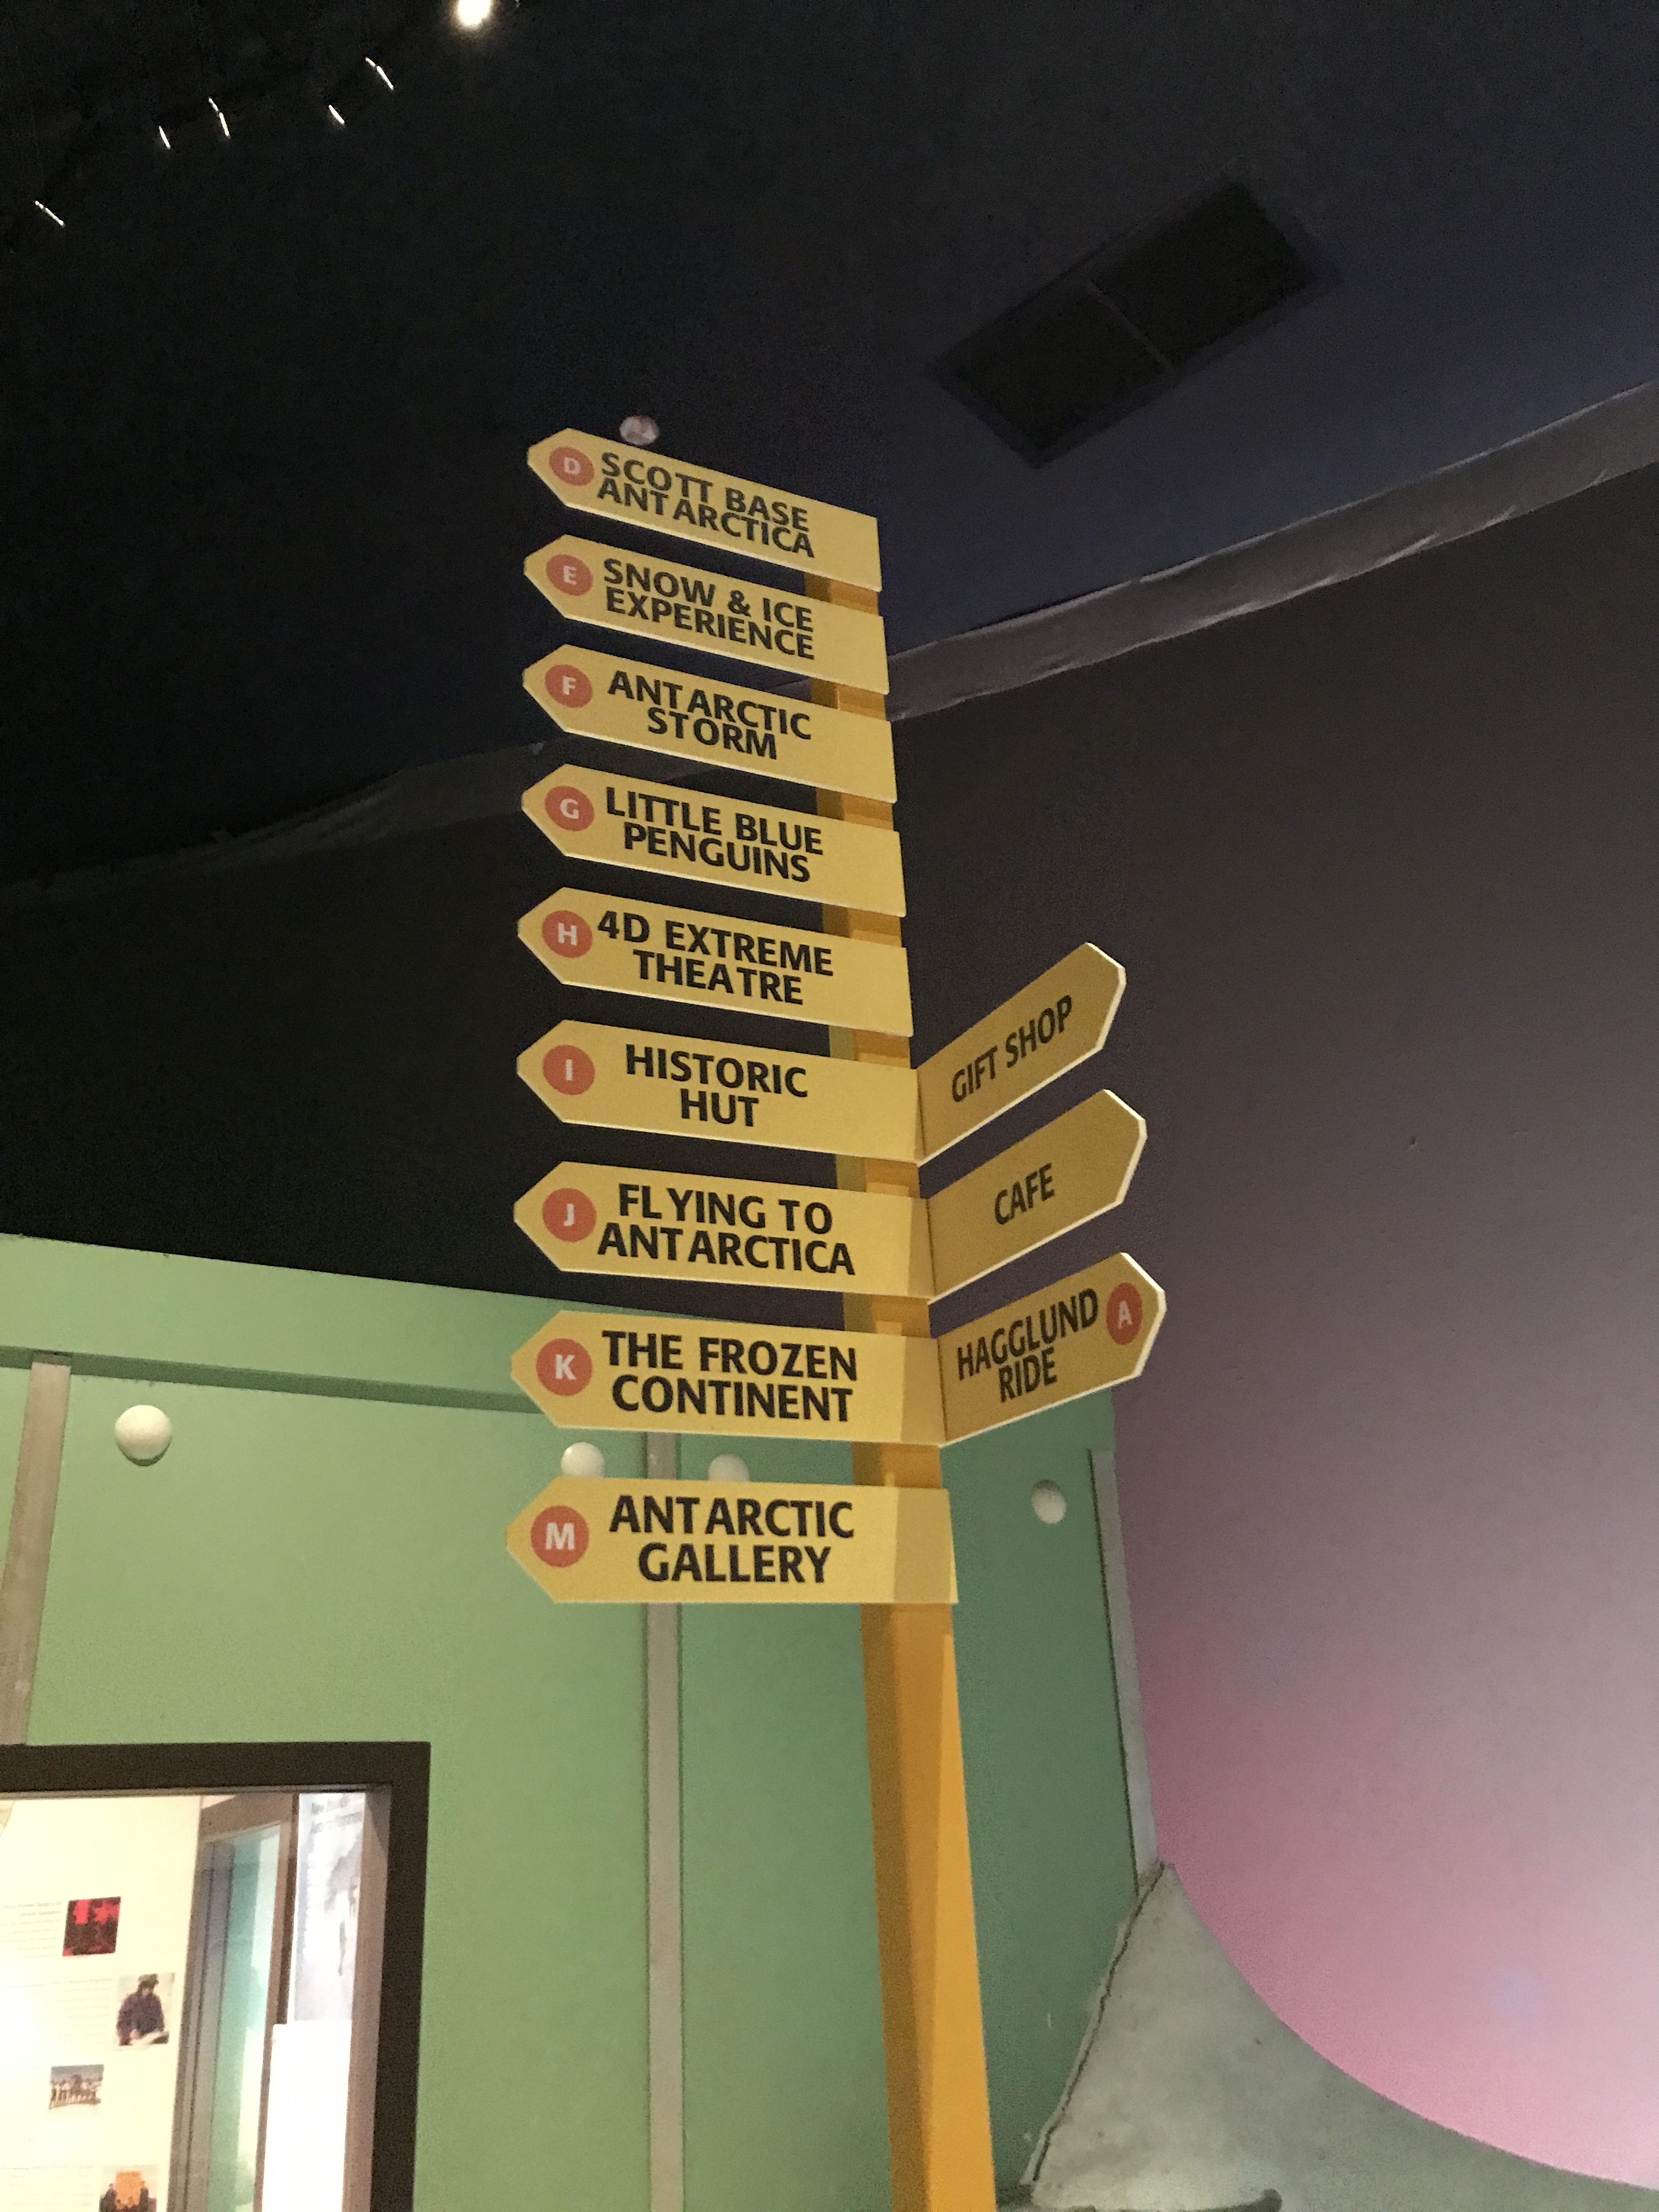 D SCOTT BASE
ANTARCTICA
E SNOW & ICE
EXPERIENCE
F ANTARCTIC
STORM
G LITTLE BLUE
PENGUINS
H 4D EXTREME
THEATRE
I HISTORIC
HUT
J FLYING TO
ANTARCTICA
K THE FROZEN
CONTINENT
M ANTARCTIC
GALLERY
GIFT SHOP
CAFE
HAGGLUND A
RIDE